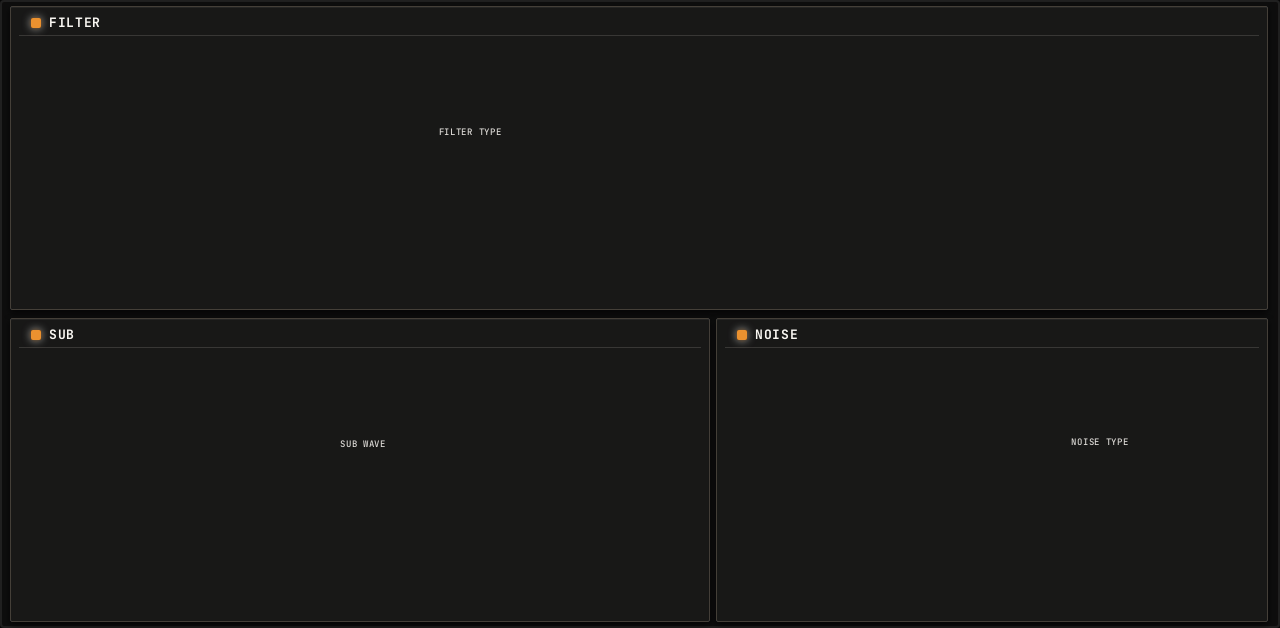 FILTER
FILTER TYPE
SUB
NOISE
SUB WAVE
NOISE TYPE